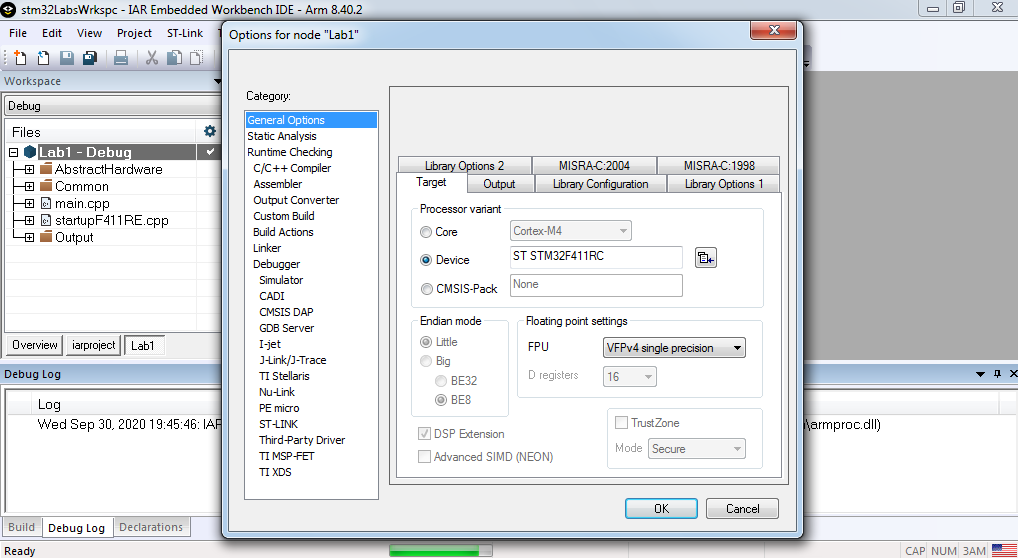 stm32LabsWrkspc - IAR Embedded Workbench IDE - Arm 8.40.2
File Edit View Project ST-Link
Workspace
Debug
Files
Lab1 - Debug
AbstractHardware
Common
main.cpp
startupF411RE.cpp
Output
Overview iarproject Lab1
Options for node "Lab1"
Category:
General Options
Static Analysis
Runtime Checking
C/C++ Compiler
Assembler
Output Converter
Custom Build
Build Actions
Linker
Debugger
Simulator
CADI
CMSIS DAP
GDB Server
I-jet
J-Link/J-Trace
TI Stellaris
Nu-Link
PE micro
ST-LINK
Third-Party Driver
TI MSP-FET
TI XDS
Library Options 2 MISRA-C:2004 MISRA-C:1998
Target Output Library Configuration Library Options 1
Processor variant
Core Cortex-M4
Device ST STM32F411RC
CMSIS-Pack None
Endian mode
Little
Big
BE32
BE8
Floating point settings
FPU VFPv4 single precision
D registers 16
DSP Extension
Advanced SIMD (NEON)
TrustZone
Mode Secure
OK Cancel
Debug Log
Log
Wed Sep 30, 2020 19:45:46: IAR \armproc.dll)
Build Debug Log Declarations
Ready CAP NUM ЗАМ